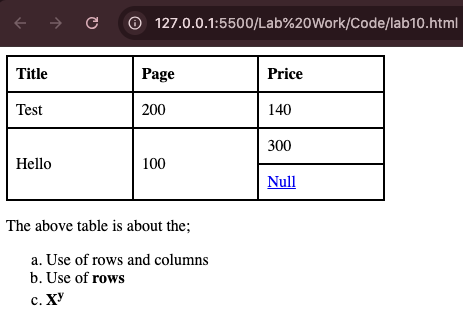 127.0.0.1:5500/Lab%20Work/Code/lab10.html
Title Page Price
Test 200 140
Hello 100 300
Null
The above table is about the;
a. Use of rows and columns
b. Use of rows
c. Xʸ